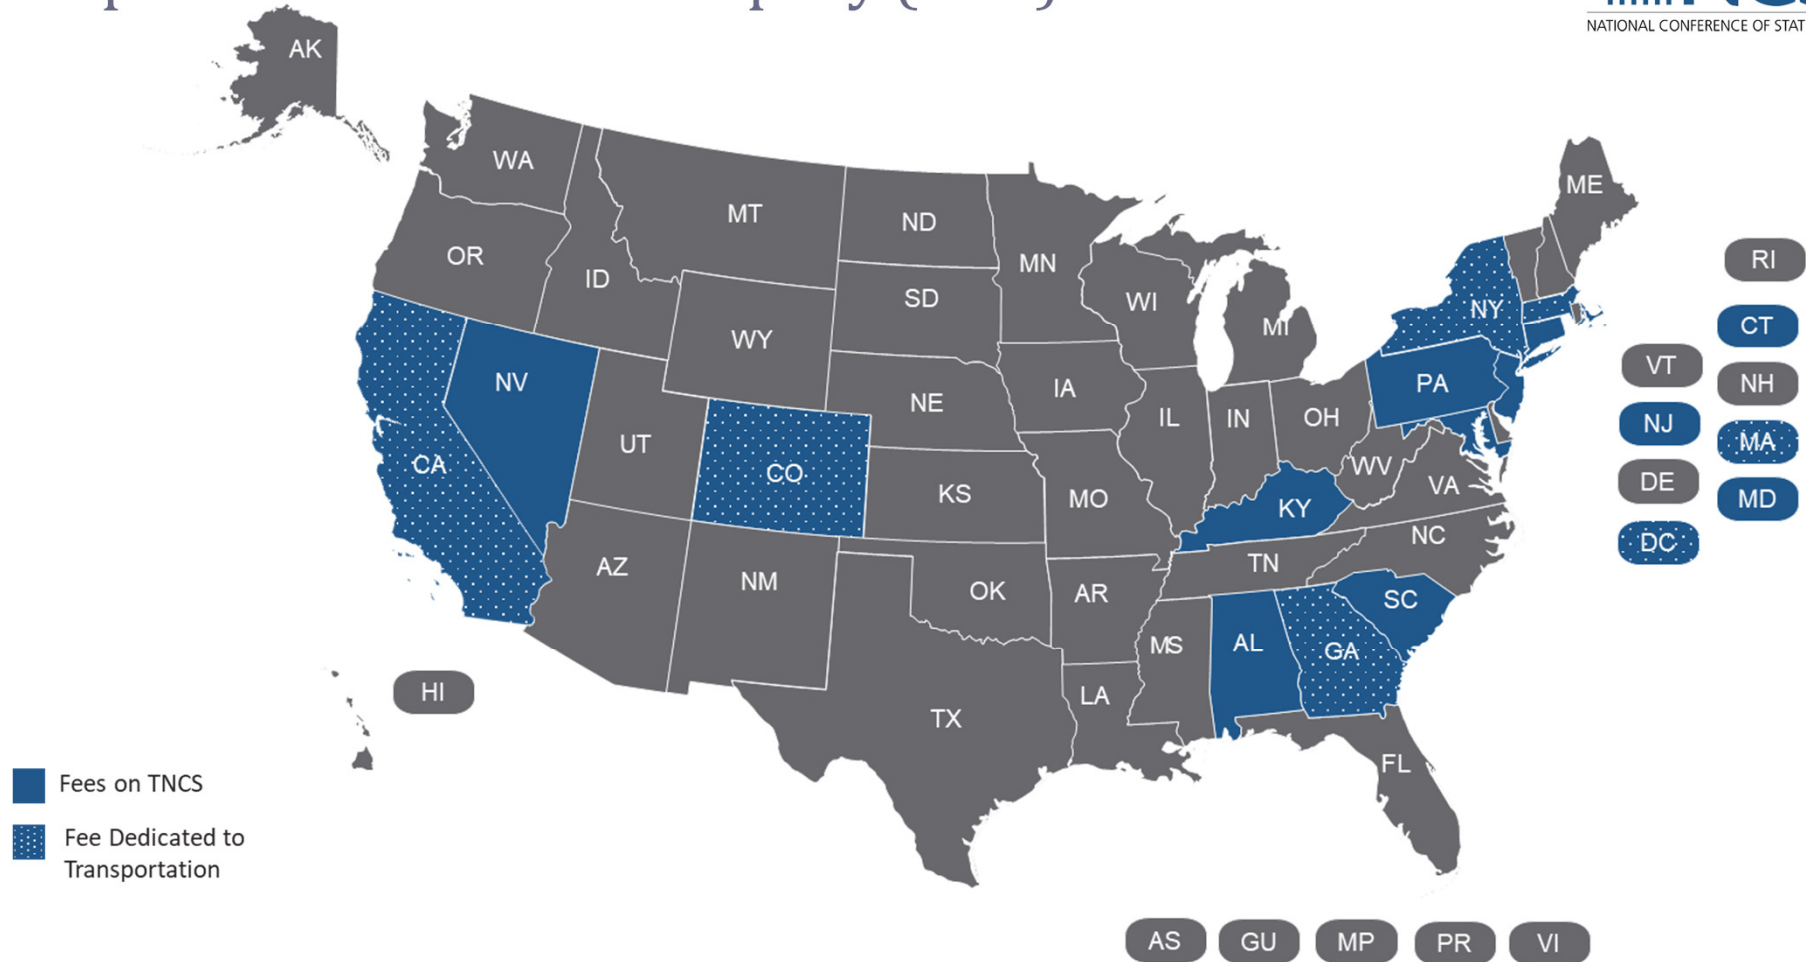 NATIONAL CONFERENCE OF STAT
AK
WA
MT
ND
MN
ME
OR
ID
SD
WI
MI
NY
RI
WY
CT
VT
NH
NV
NE
IA
PA
IL
IN
OH
NJ
MA
UT
CO
CA
KS
MO
WV
VA
DE
MD
KY
NC
DC
AZ
NM
OK
AR
TN
SC
MS
AL
GA
HI
LA
TX
FL
Fees on TNCS
Fee Dedicated to
Transportation
AS
GU
MP
PR
VI